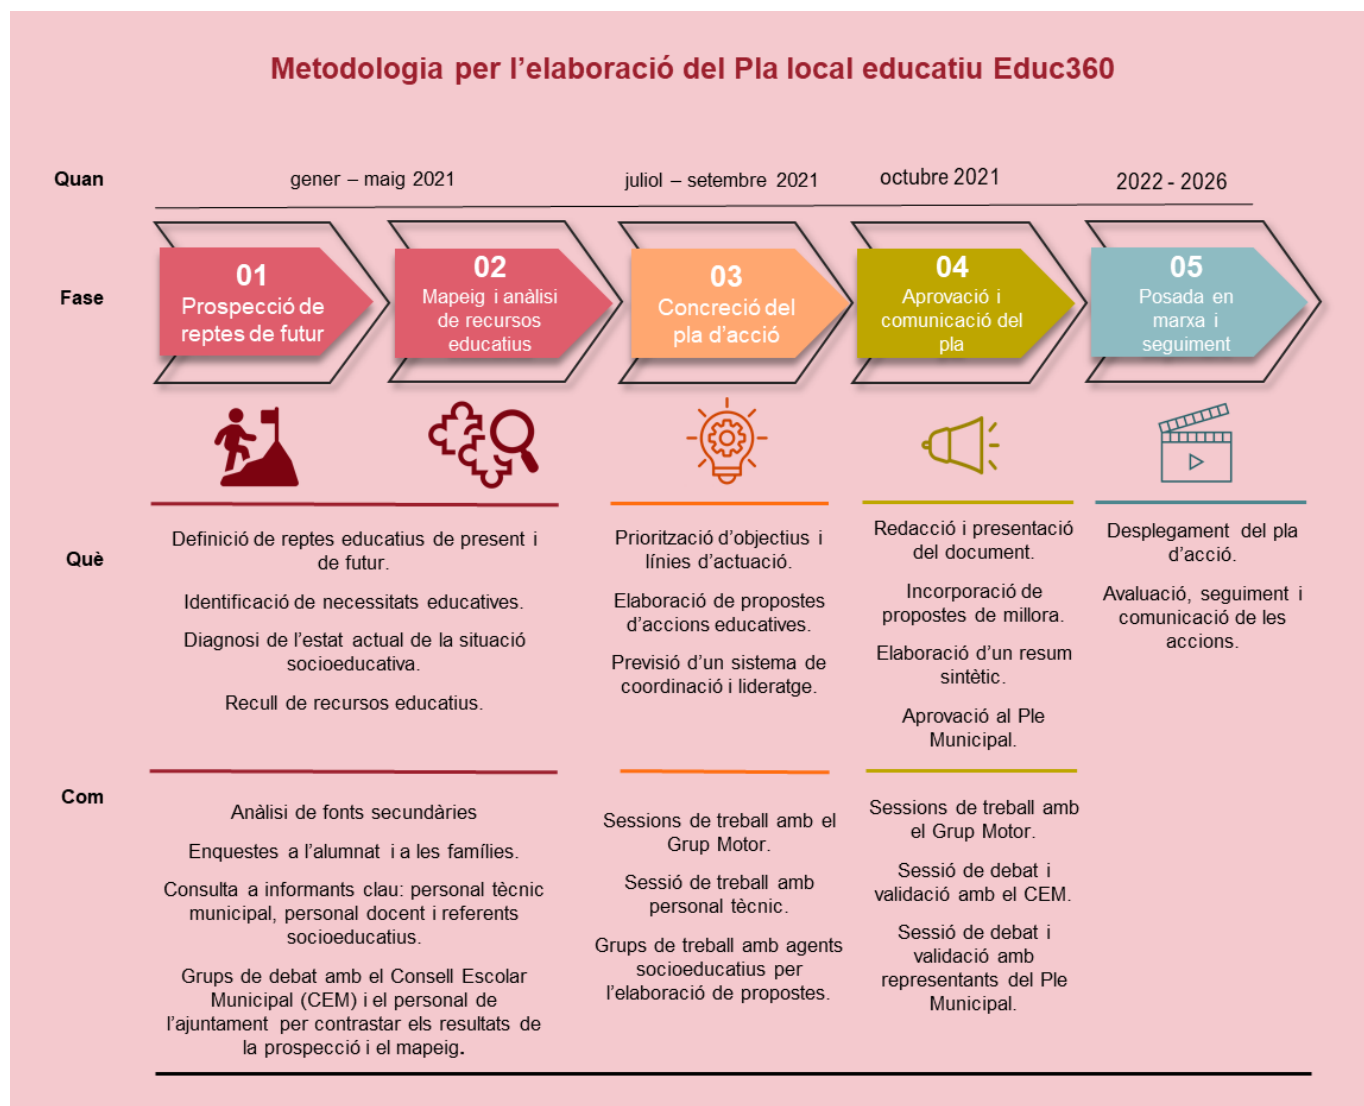 Metodologia per l’elaboració del Pla local educatiu Educ360
Quan
gener – maig 2021
juliol – setembre 2021
octubre 2021
2022 - 2026
Fase
01
Prospecció de
reptes de futur
02
Mapeig i anàlisi
de recursos
educatius
03
Concreció del
pla d’acció
04
Aprovació i
comunicació del
pla
05
Posada en
marxa i
seguiment
Què
Definició de reptes educatius de present i
de futur.
Identificació de necessitats educatives.
Diagnosi de l’estat actual de la situació
socioeducativa.
Recull de recursos educatius.
Priorització d’objectius i
línies d’actuació.
Elaboració de propostes
d’accions educatives.
Previsió d’un sistema de
coordinació i lideratge.
Redacció i presentació
del document.
Incorporació de
propostes de millora.
Elaboració d’un resum
sintètic.
Aprovació al Ple
Municipal.
Desplegament del pla
d’acció.
Avaluació, seguiment i
comunicació de les
accions.
Com
Anàlisi de fonts secundàries
Enquestes a l’alumnat i a les famílies.
Consulta a informants clau: personal tècnic
municipal, personal docent i referents
socioeducatius.
Grups de debat amb el Consell Escolar
Municipal (CEM) i el personal de
l’ajuntament per contrastar els resultats de
la prospecció i el mapeig.
Sessions de treball amb el
Grup Motor.
Sessió de treball amb
personal tècnic.
Grups de treball amb agents
socioeducatius per
l’elaboració de propostes.
Sessions de treball amb
el Grup Motor.
Sessió de debat i
validació amb el CEM.
Sessió de debat i
validació amb
representants del Ple
Municipal.